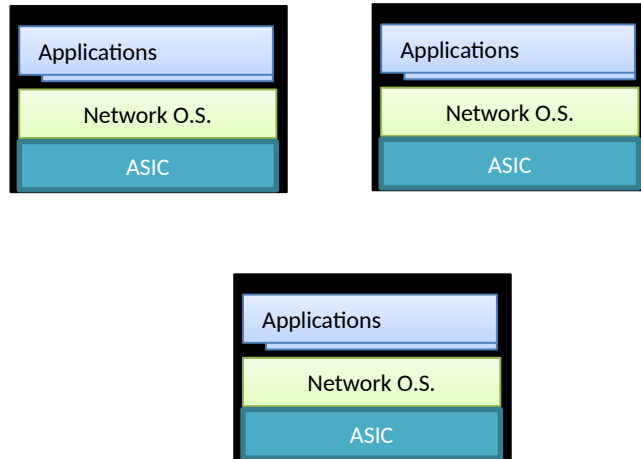 Applications
Network O.S.
ASIC
Applications
Network O.S.
ASIC
Applications
Network O.S.
ASIC